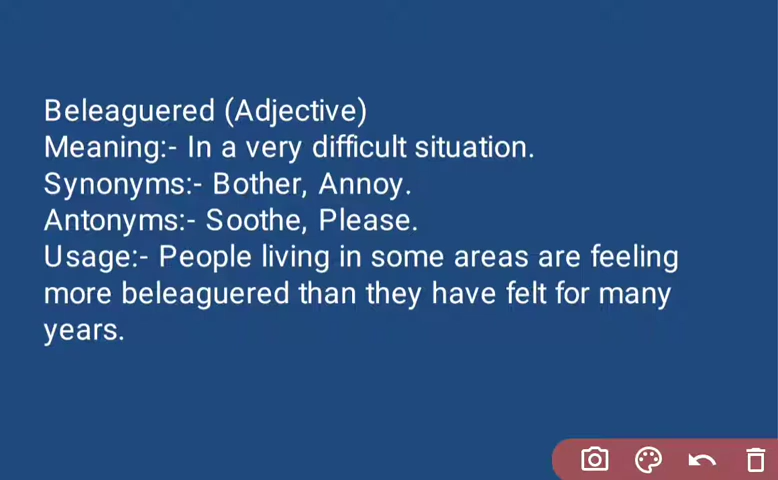 Beleaguered (Adjective)
Meaning:- In a very difficult situation.
Synonyms:- Bother, Annoy.
Antonyms:- Soothe, Please.
Usage:- People living in some areas are feeling
more beleaguered than they have felt for many
years.